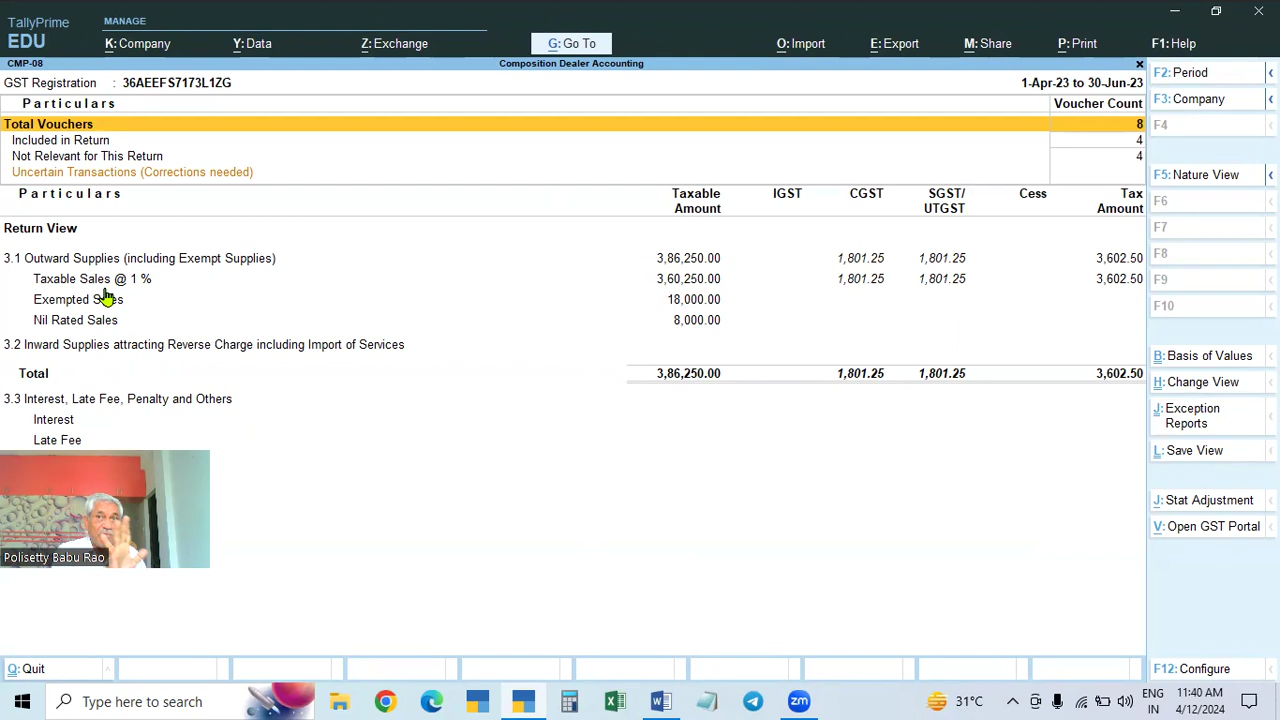 TallyPrime
EDU
MANAGE
K:Company Y:Data Z:Exchange G:Go To O:Import E:Export M:Share P:Print F1:Help
CMP-08 Composition Dealer Accounting
GST Registration : 36AEEFS7173L1ZG 1-Apr-23 to 30-Jun-23
Particulars Voucher Count
Total Vouchers 8
Included in Return 4
Not Relevant for This Return 4
Uncertain Transactions (Corrections needed)
Particulars Taxable Amount IGST CGST SGST/ UTGST Cess Tax Amount
Return View
3.1 Outward Supplies (including Exempt Supplies) 3,86,250.00 1,801.25 1,801.25 3,602.50
Taxable Sales @ 1 % 3,60,250.00 1,801.25 1,801.25 3,602.50
Exempted Sales 18,000.00
Nil Rated Sales 8,000.00
3.2 Inward Supplies attracting Reverse Charge including Import of Services
Total 3,86,250.00 1,801.25 1,801.25 3,602.50
3.3 Interest, Late Fee, Penalty and Others
Interest
Late Fee
Polisetty Babu Rao
F2: Period
F3: Company
F4
F5: Nature View
F6
F7
F8
F9
F10
B: Basis of Values
H: Change View
J: Exception Reports
L: Save View
J: Stat Adjustment
V: Open GST Portal
Q: Quit F12: Configure
Type here to search 31°C ENG IN 11:40 AM 4/12/2024